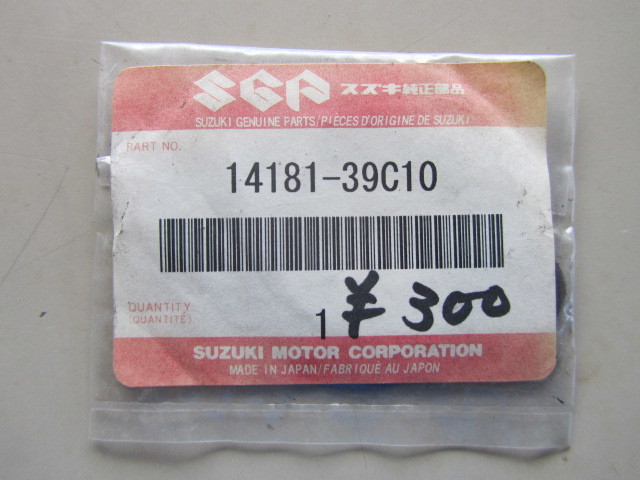 SGP スズキ純正部品
SUZUKI GENUINE PARTS/PIÈCES D'ORIGINE DE SUZUKI
PART NO.
14181-39C10
QUANTITY
(QUANTITÉ)
1 ¥300
SUZUKI MOTOR CORPORATION
MADE IN JAPAN/FABRIQUE AU JAPON